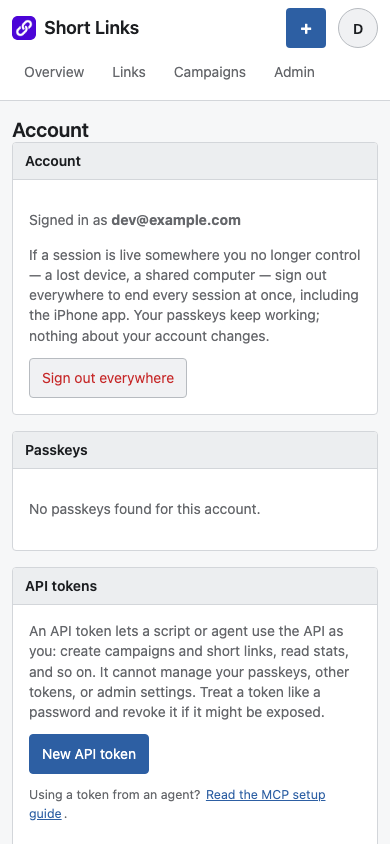 Short Links
+
D
Overview Links Campaigns Admin
Account
Account
Signed in as dev@example.com
If a session is live somewhere you no longer control
— a lost device, a shared computer — sign out
everywhere to end every session at once, including
the iPhone app. Your passkeys keep working;
nothing about your account changes.
Sign out everywhere
Passkeys
No passkeys found for this account.
API tokens
An API token lets a script or agent use the API as
you: create campaigns and short links, read stats,
and so on. It cannot manage your passkeys, other
tokens, or admin settings. Treat a token like a
password and revoke it if it might be exposed.
New API token
Using a token from an agent? Read the MCP setup
guide.